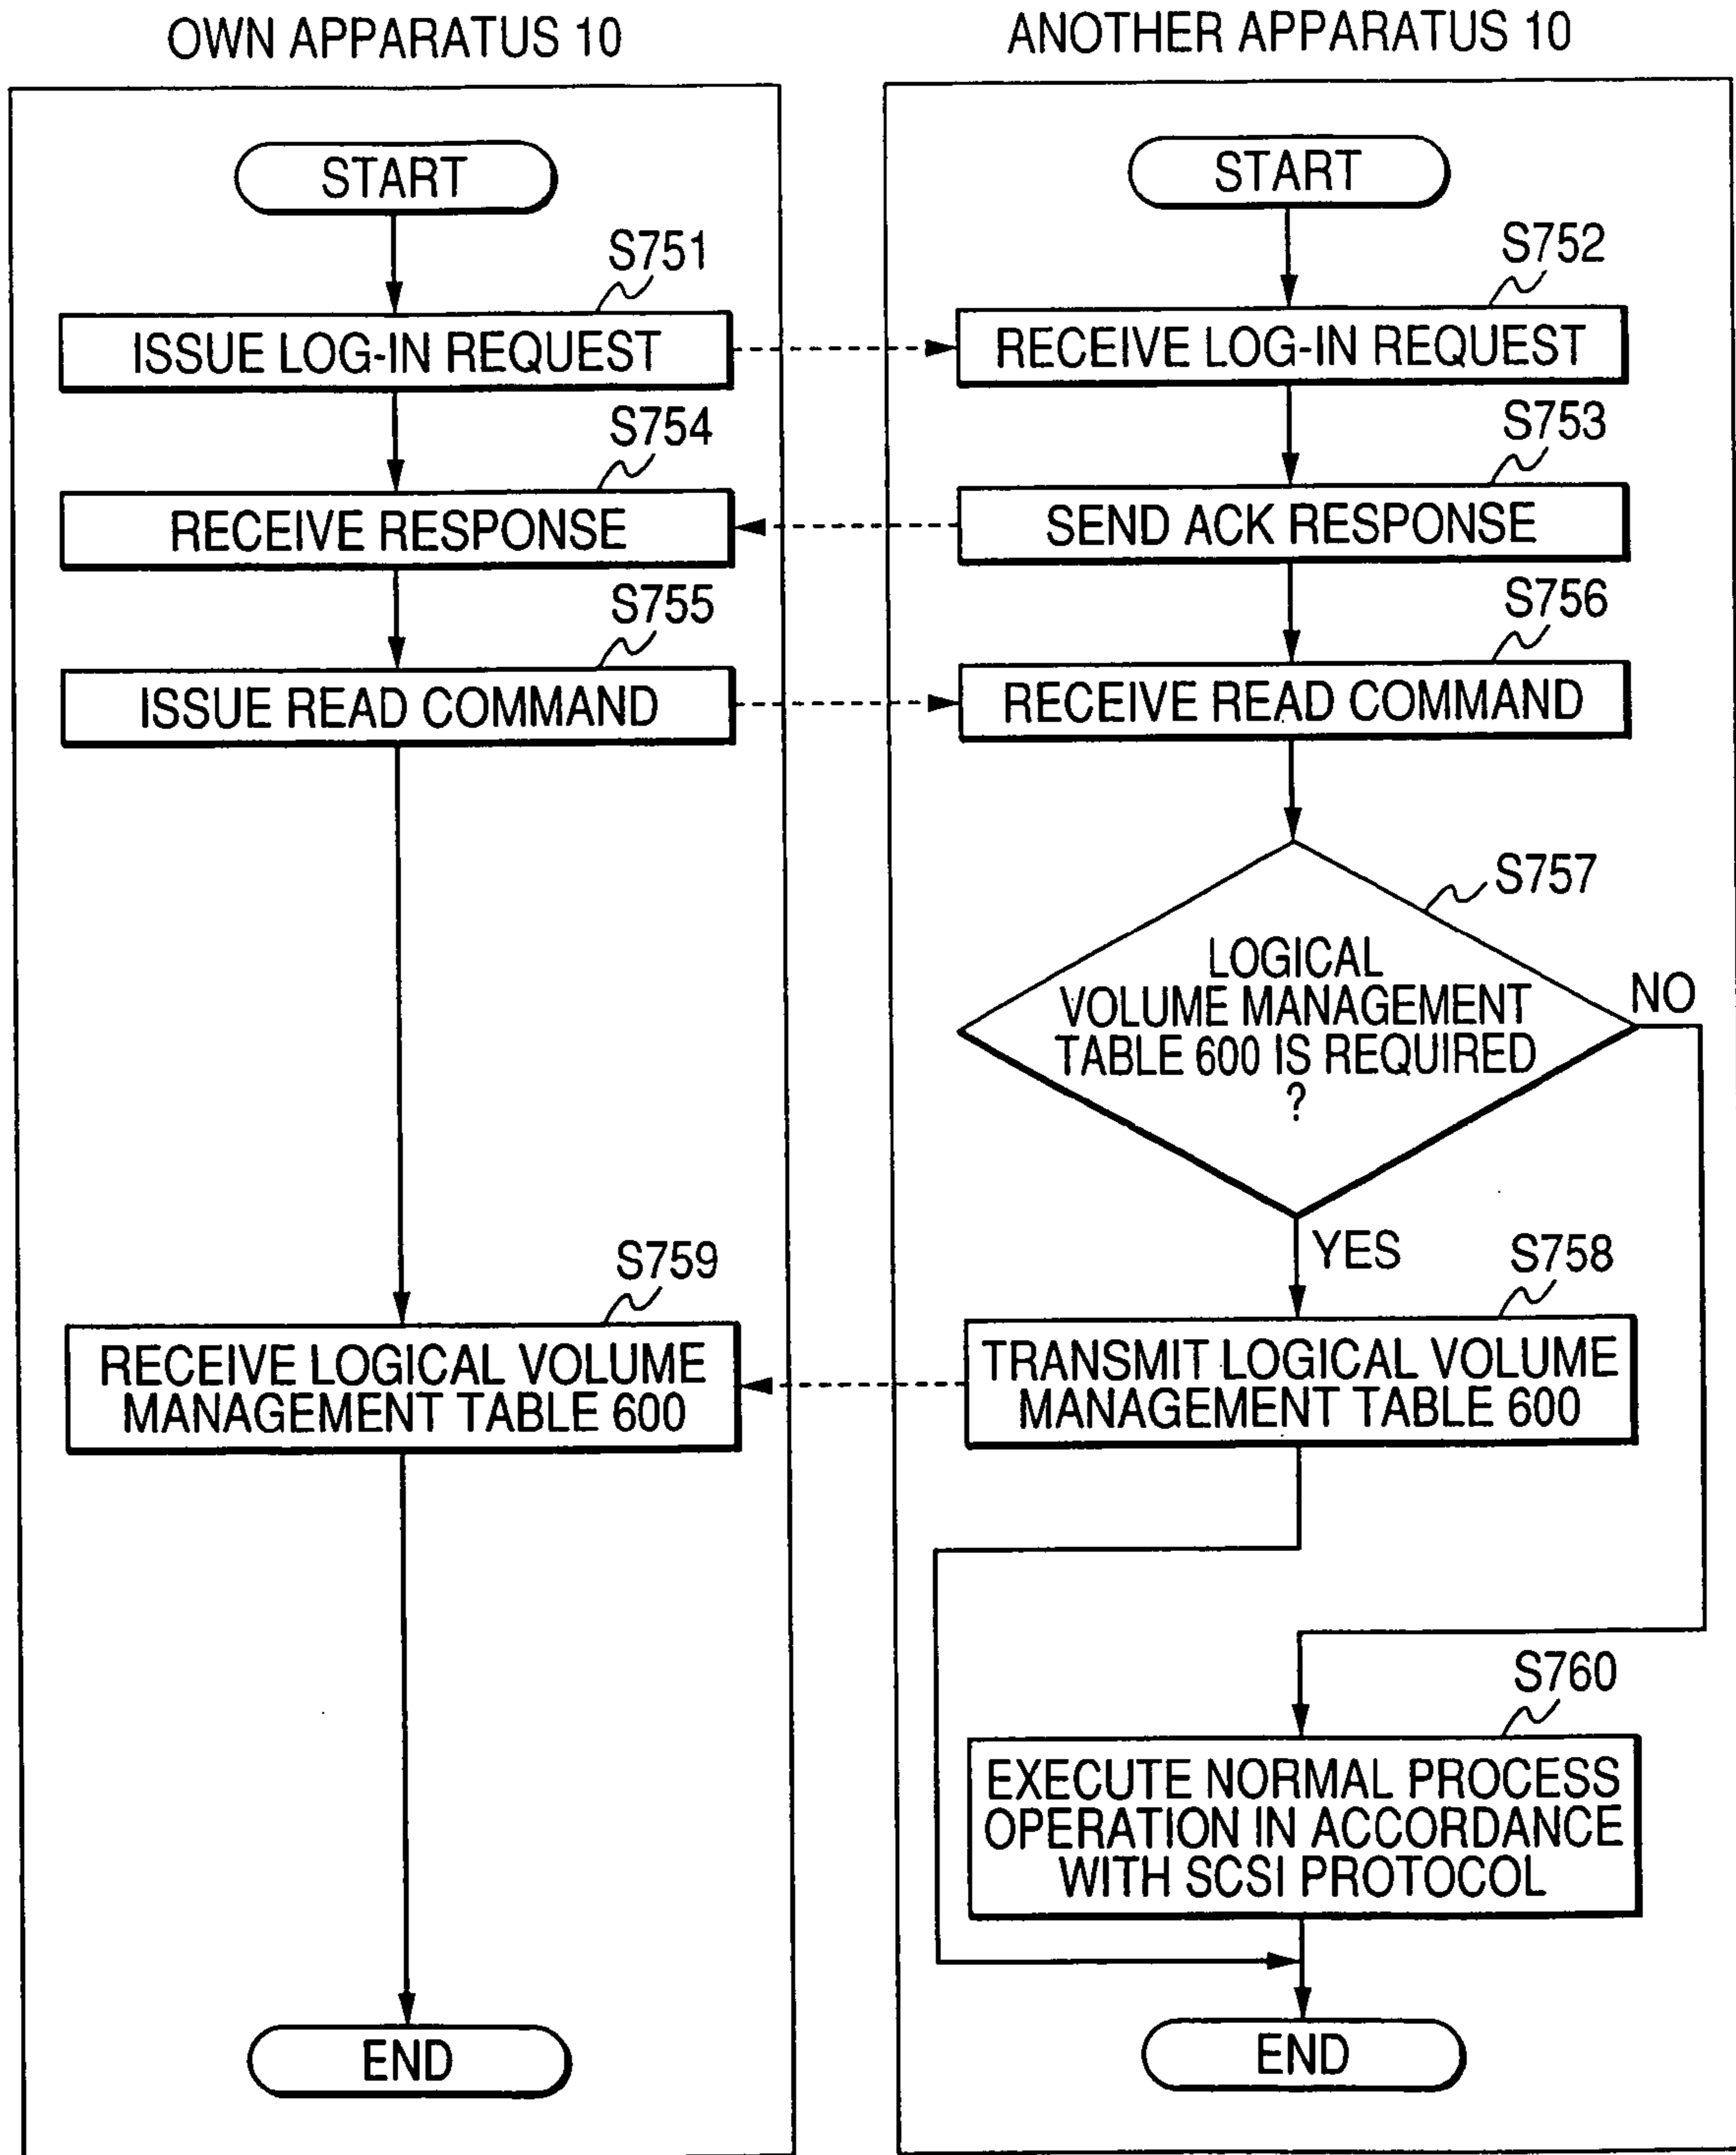 OWN APPARATUS 10
ANOTHER APPARATUS 10
START
START
S751
S752
ISSUE LOG-IN REQUEST
RECEIVE LOG-IN REQUEST
S754
S753
RECEIVE RESPONSE
SEND ACK RESPONSE
S755
S756
ISSUE READ COMMAND
RECEIVE READ COMMAND
S757
LOGICAL
VOLUME MANAGEMENT
TABLE 600 IS REQUIRED
?
NO
YES
S759
S758
RECEIVE LOGICAL VOLUME
MANAGEMENT TABLE 600
TRANSMIT LOGICAL VOLUME
MANAGEMENT TABLE 600
S760
EXECUTE NORMAL PROCESS
OPERATION IN ACCORDANCE
WITH SCSI PROTOCOL
END
END